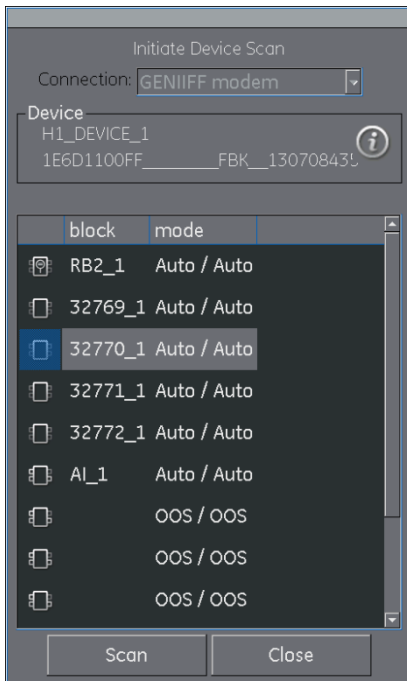 Initiate Device Scan
Connection: GENIIFF modem
Device
H1_DEVICE_1
1E6D1100FF________FBK__13070843
block mode
RB2_1 Auto / Auto
32769_1 Auto / Auto
32770_1 Auto / Auto
32771_1 Auto / Auto
32772_1 Auto / Auto
AI_1 Auto / Auto
OOS / OOS
OOS / OOS
OOS / OOS
Scan Close